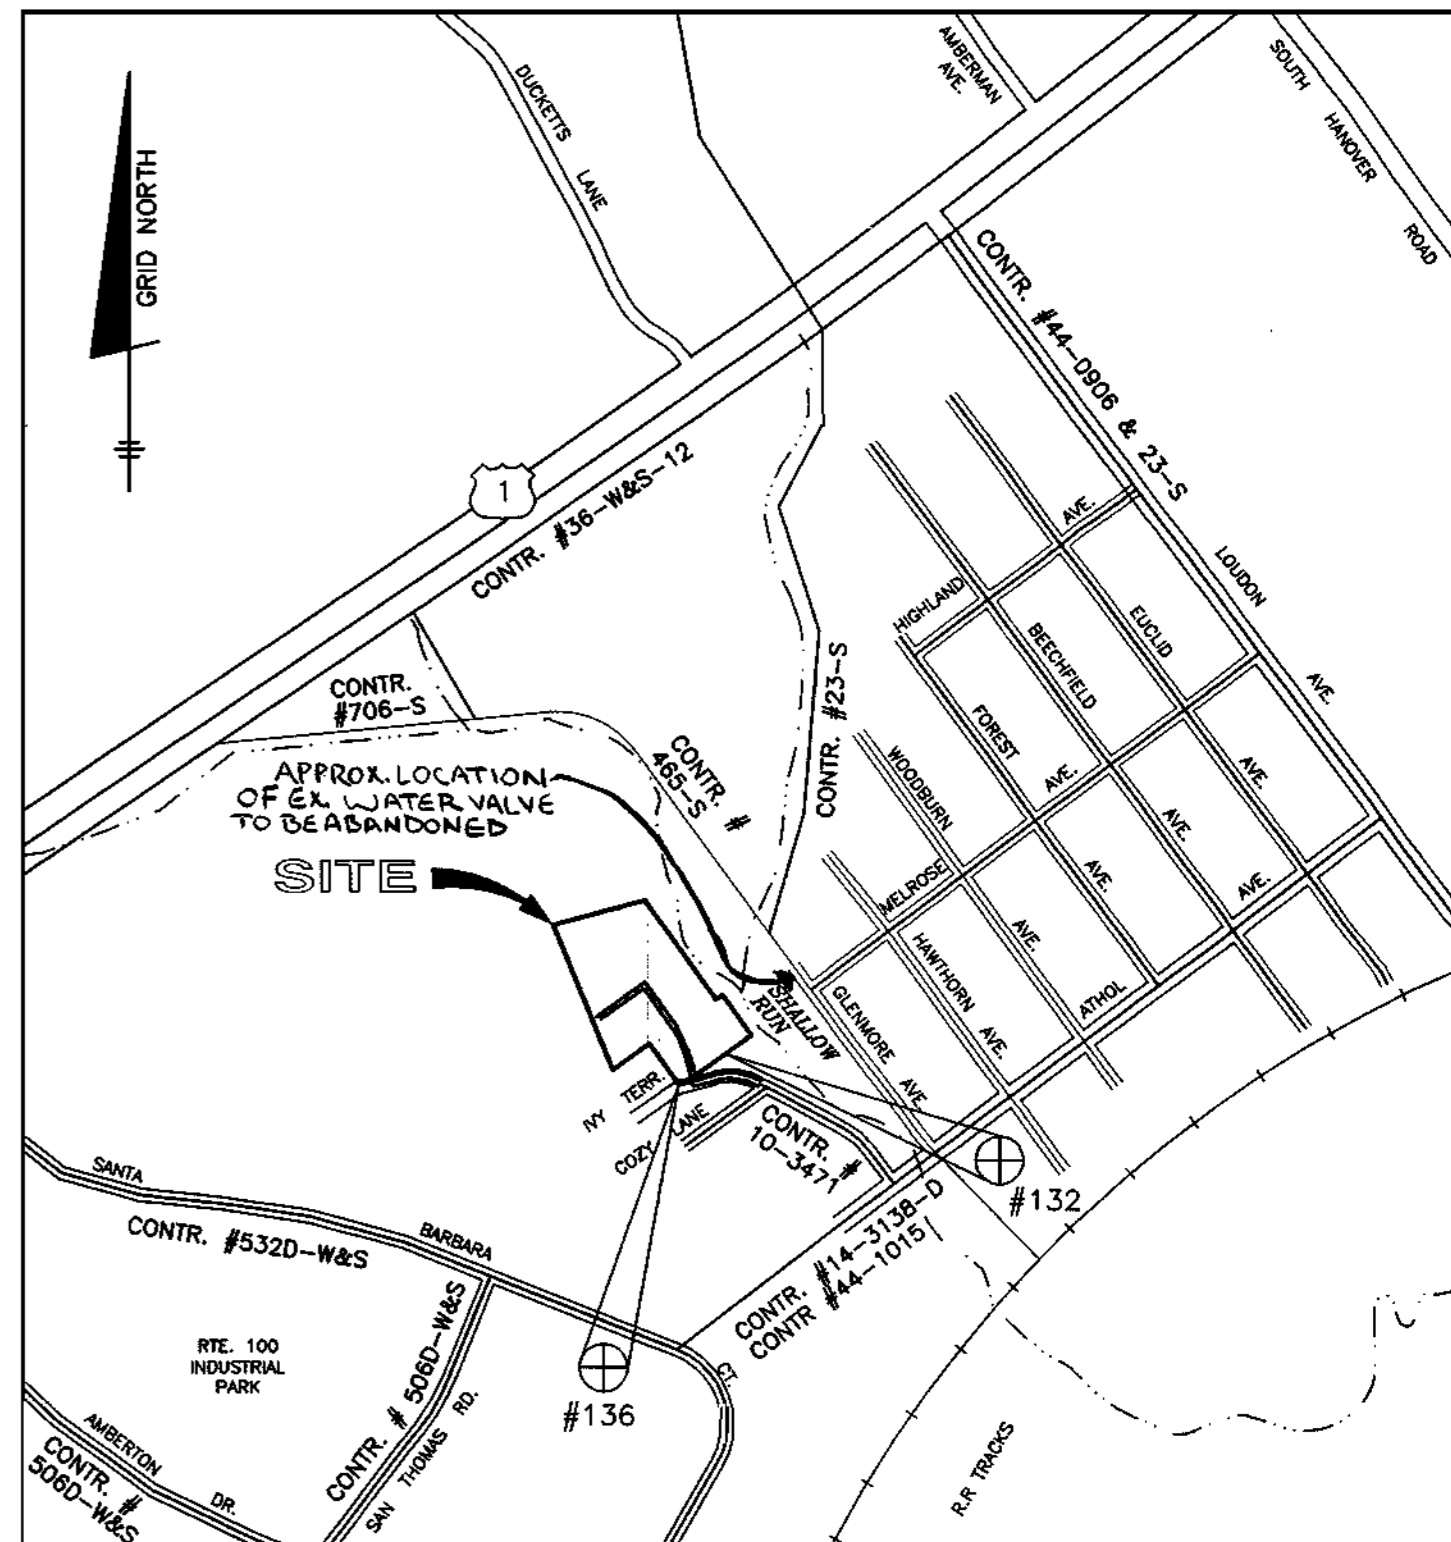 AMBERMAN
AVE.
SOUTH HANOVER ROAD
DUCKETTS LANE
GRID NORTH
CONTR. #44-0906 & 23-S
1
CONTR. #36-W&S-12
HIGHLAND AVE.
LOUDON AVE.
EUCLID AVE.
BEECHFIELD AVE.
FOREST AVE.
CONTR. #23-S
CONTR.
#706-S
CONTR. #
465-S
WOODBURN AVE.
APPROX. LOCATION
OF EX. WATER VALVE
TO BE ABANDONED
SITE
MELROSE AVE.
HAWTHORN AVE.
ATHOL AVE.
GLENMORE AVE.
SHALLOW
RUN
IVY TERR.
COZY LANE
CONTR. #
10-3471
#132
SANTA BARBARA CT.
CONTR. #532D-W&S
CONTR. #14-3138-D
CONTR #44-1015
CONTR. # 506D-W&S
SAN THOMAS RD.
RTE. 100
INDUSTRIAL
PARK
#136
AMBERTON DR.
CONTR. #
506D-W&S
R.R TRACKS